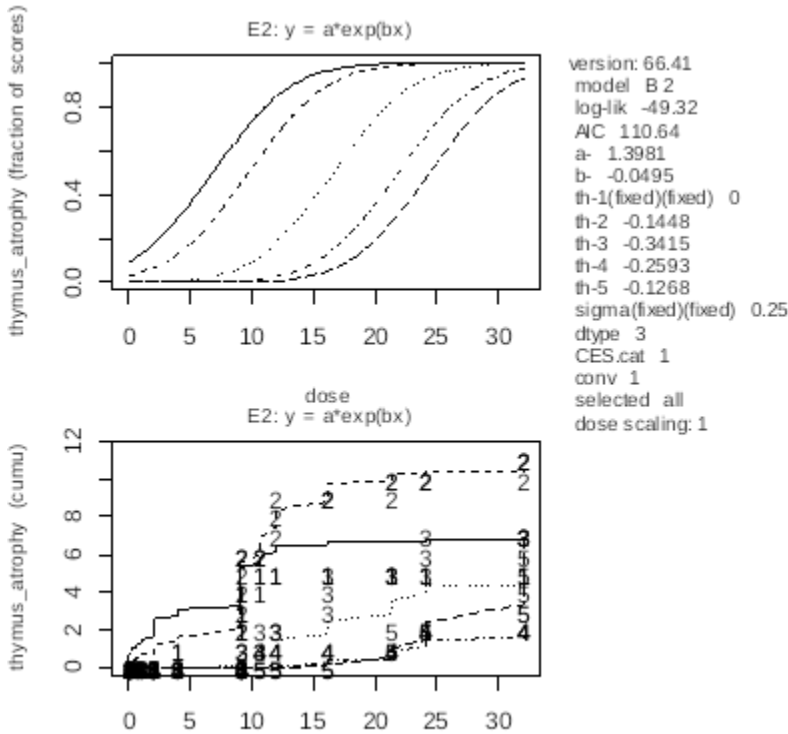 E2: y = a*exp(bx)
thymus_atrophy (fraction of scores)
0.8
0.4
0.0
0 5 10 15 20 25 30
dose
version: 66.41
model B 2
log-lik -49.32
AIC 110.64
a- 1.3981
b- -0.0495
th-1(fixed)(fixed) 0
th-2 -0.1448
th-3 -0.3415
th-4 -0.2593
th-5 -0.1268
sigma(fixed)(fixed) 0.25
dtype 3
CES.cat 1
conv 1
selected all
dose scaling: 1
E2: y = a*exp(bx)
thymus_atrophy (cumu)
12
8
6
4
2
0
0 5 10 15 20 25 30